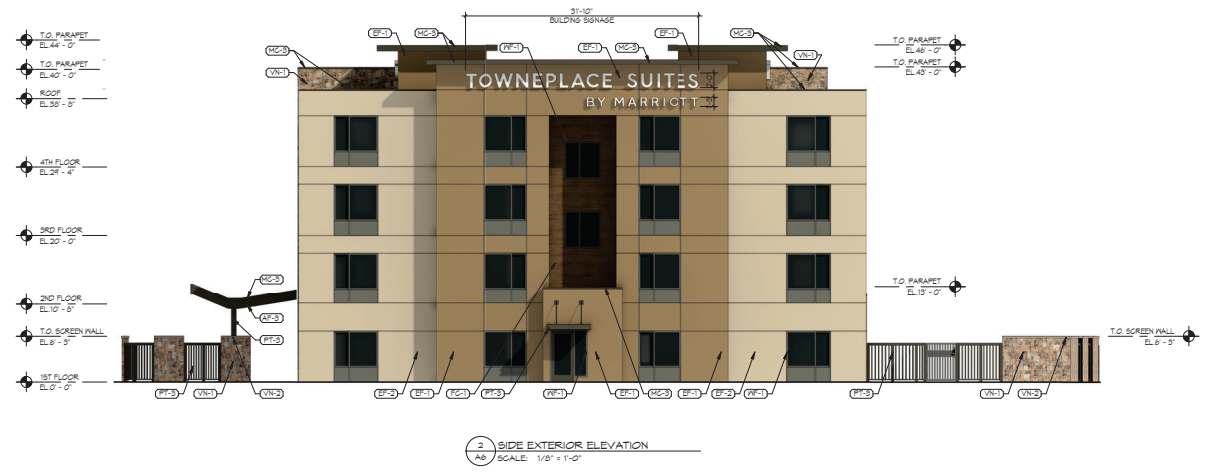 31'-10"
BUILDING SIGNAGE
EF-1
MC-3
WF-1
EF-1
MC-3
EF-1
MC-3
T.O. PARAPET
EL.44' - 0"
MC-3
T.O. PARAPET
EL.46' - 0"
VN-1
T.O. PARAPET
EL.40' - 0"
VN-1
T.O. PARAPET
EL.43' - 0"
TOWNEPLACE SUITES
BY MARRIOTT
ROOF
EL.38' - 8"
4TH FLOOR
EL.29' - 4"
3RD FLOOR
EL.20' - 0"
MC-3
T.O. PARAPET
EL.13' - 0"
2ND FLOOR
EL.10' - 8"
AF-3
T.O. SCREEN WALL
EL.6' - 3"
PT-3
T.O. SCREEN WALL
EL.6' - 3"
1ST FLOOR
EL.0' - 0"
PT-3
VN-1
VN-2
EF-2
EF-1
FC-1
PT-3
WF-1
EF-1
MC-3
EF-1
EF-2
WF-1
PT-3
VN-1
VN-2
2
SIDE EXTERIOR ELEVATION
A6
SCALE: 1/8" = 1'-0"